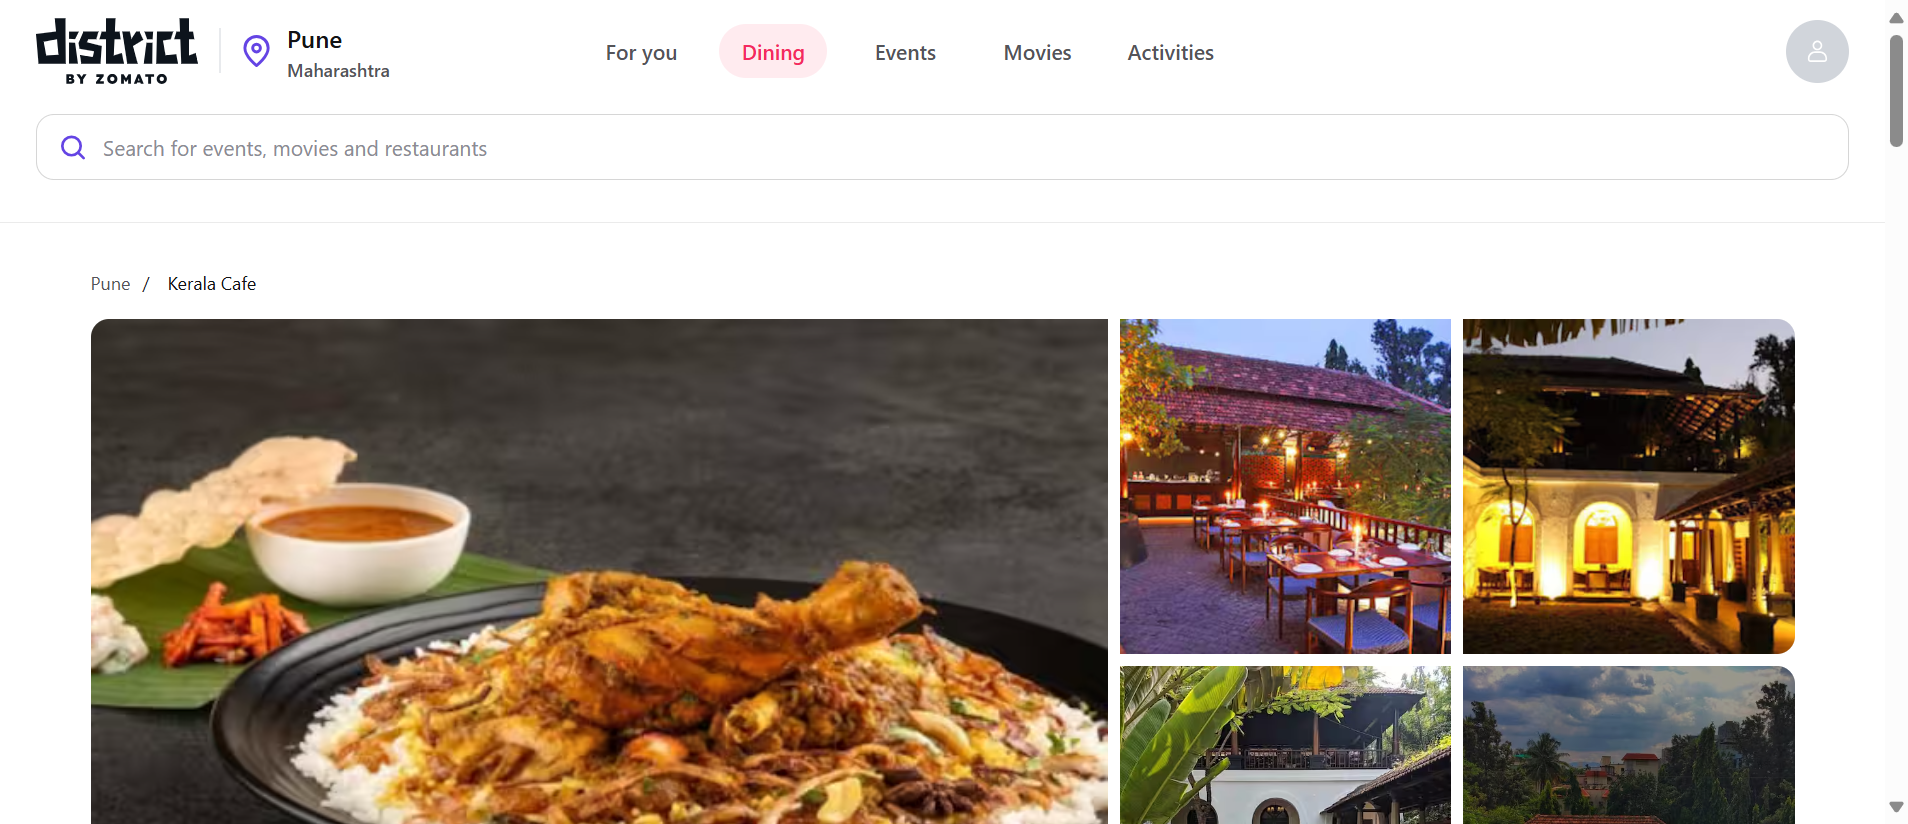 district
BY ZOMATO
Pune
Maharashtra
For you
Dining
Events
Movies
Activities
Search for events, movies and restaurants
Pune / Kerala Cafe